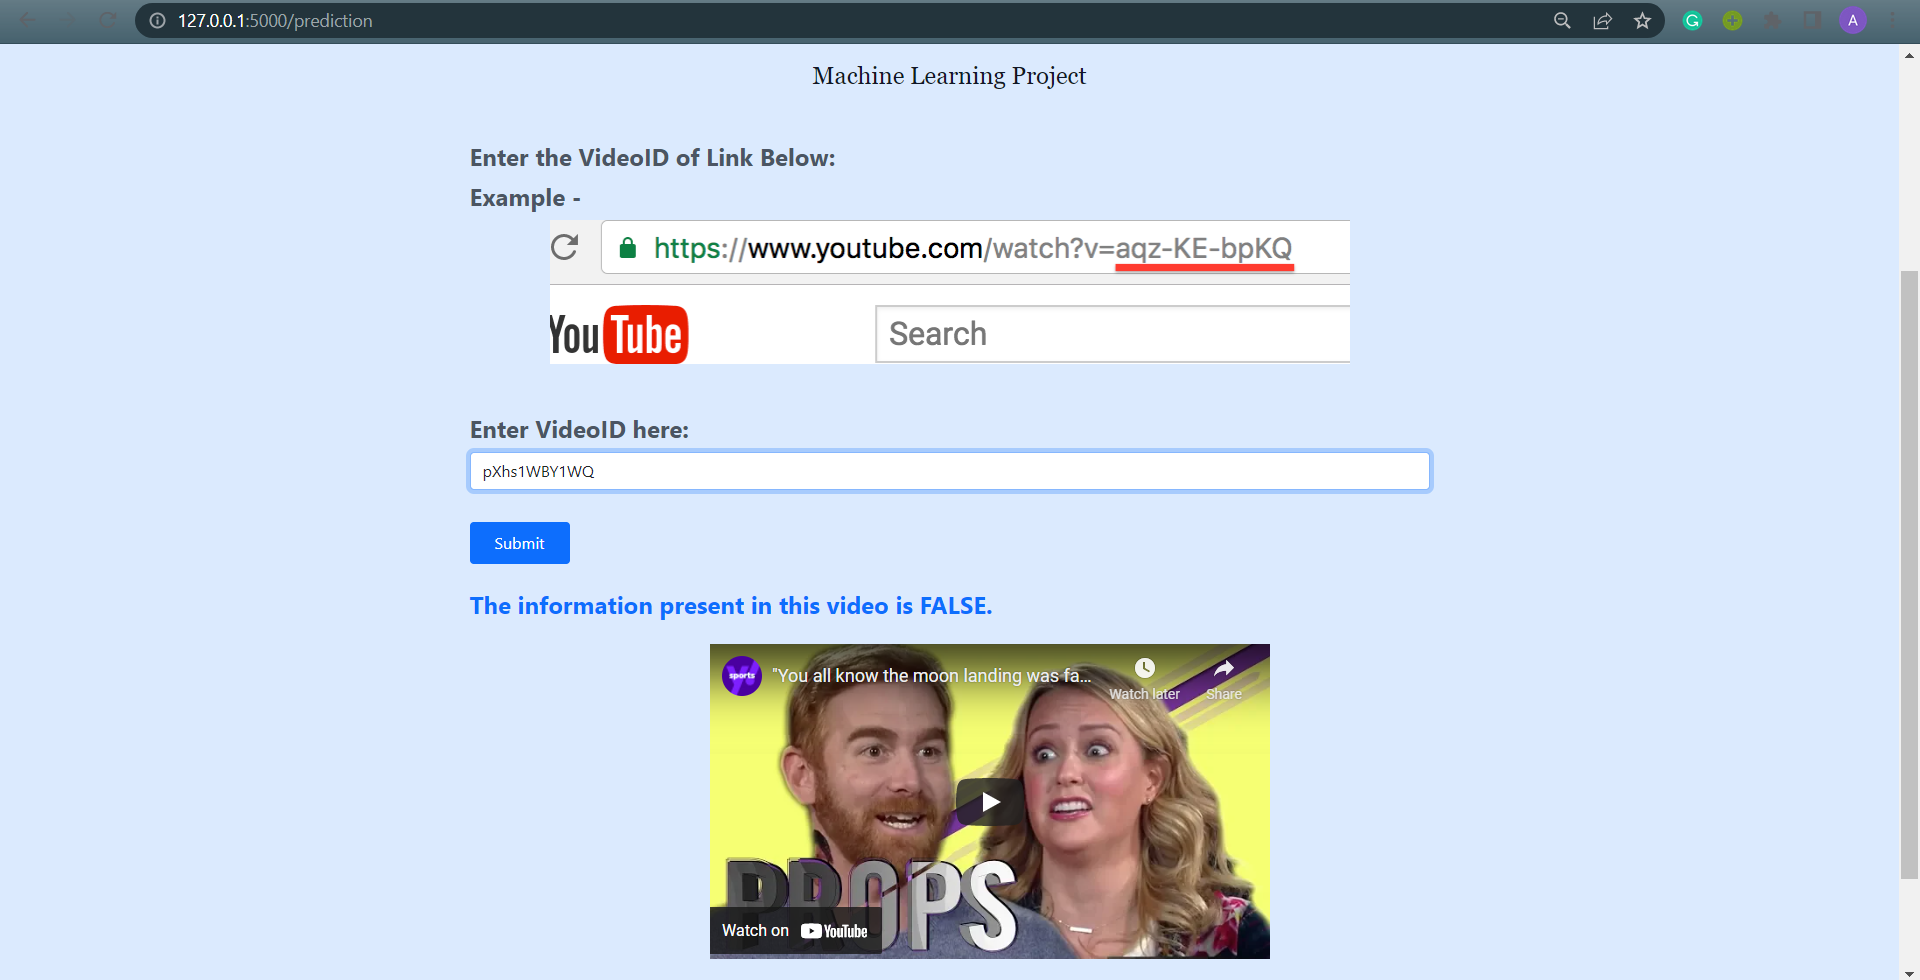 127.0.0.1:5000/prediction
A
Machine Learning Project
Enter the VideoID of Link Below:
Example -
https://www.youtube.com/watch?v=aqz-KE-bpKQ
YouTube
Search
Enter VideoID here:
pXhs1WBY1WQ
Submit
The information present in this video is FALSE.
y! sports
"You all know the moon landing was fa...
Watch later
Share
PROPS
Watch on YouTube